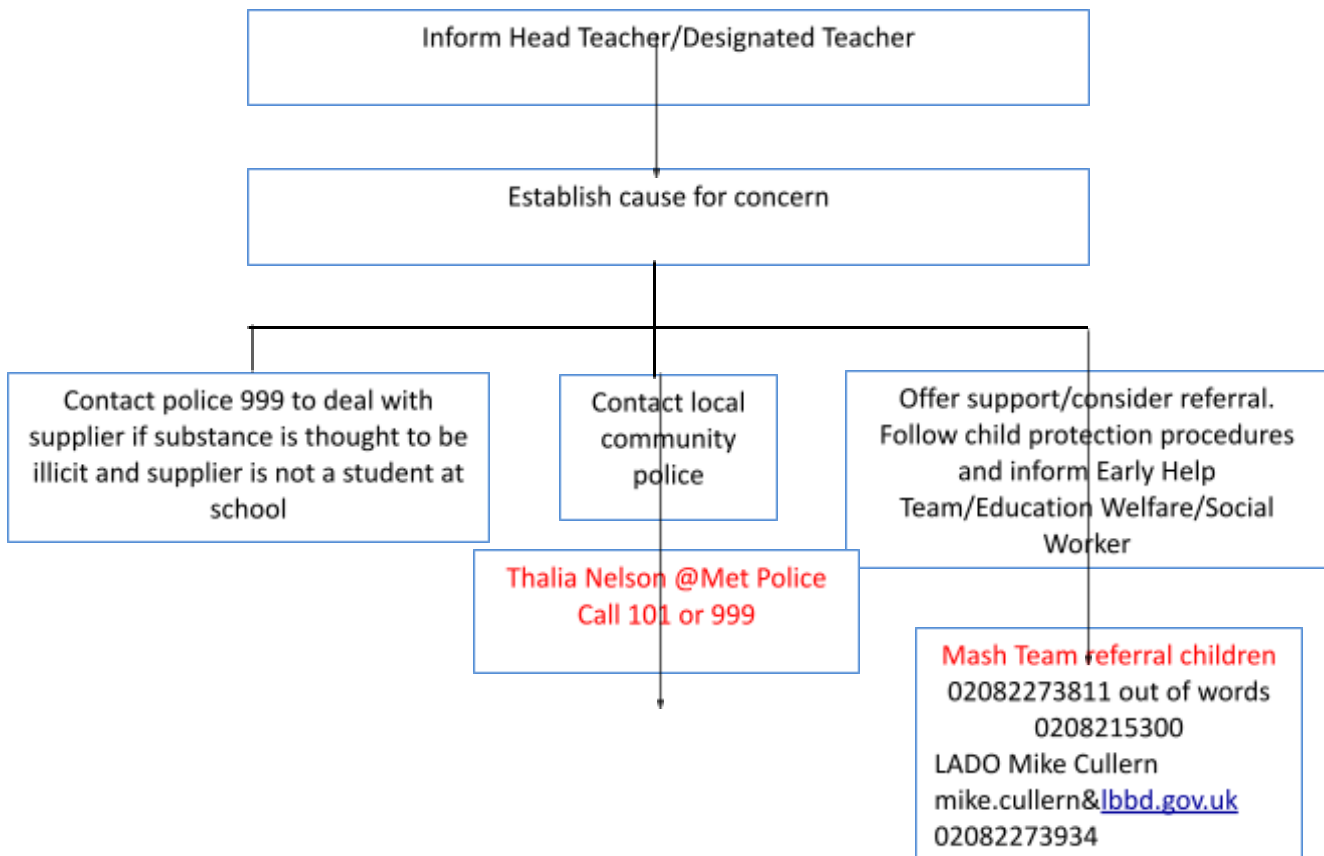 Inform Head Teacher/Designated Teacher
Establish cause for concern
Contact police 999 to deal with
supplier if substance is thought to be
illicit and supplier is not a student at
school
Contact local
community
police
Offer support/consider referral.
Follow child protection procedures
and inform Early Help
Team/Education Welfare/Social
Worker
Thalia Nelson @Met Police
Call 101 or 999
Mash Team referral children
02082273811 out of words
0208215300
LADO Mike Cullern
mike.cullern&lbbd.gov.uk
02082273934